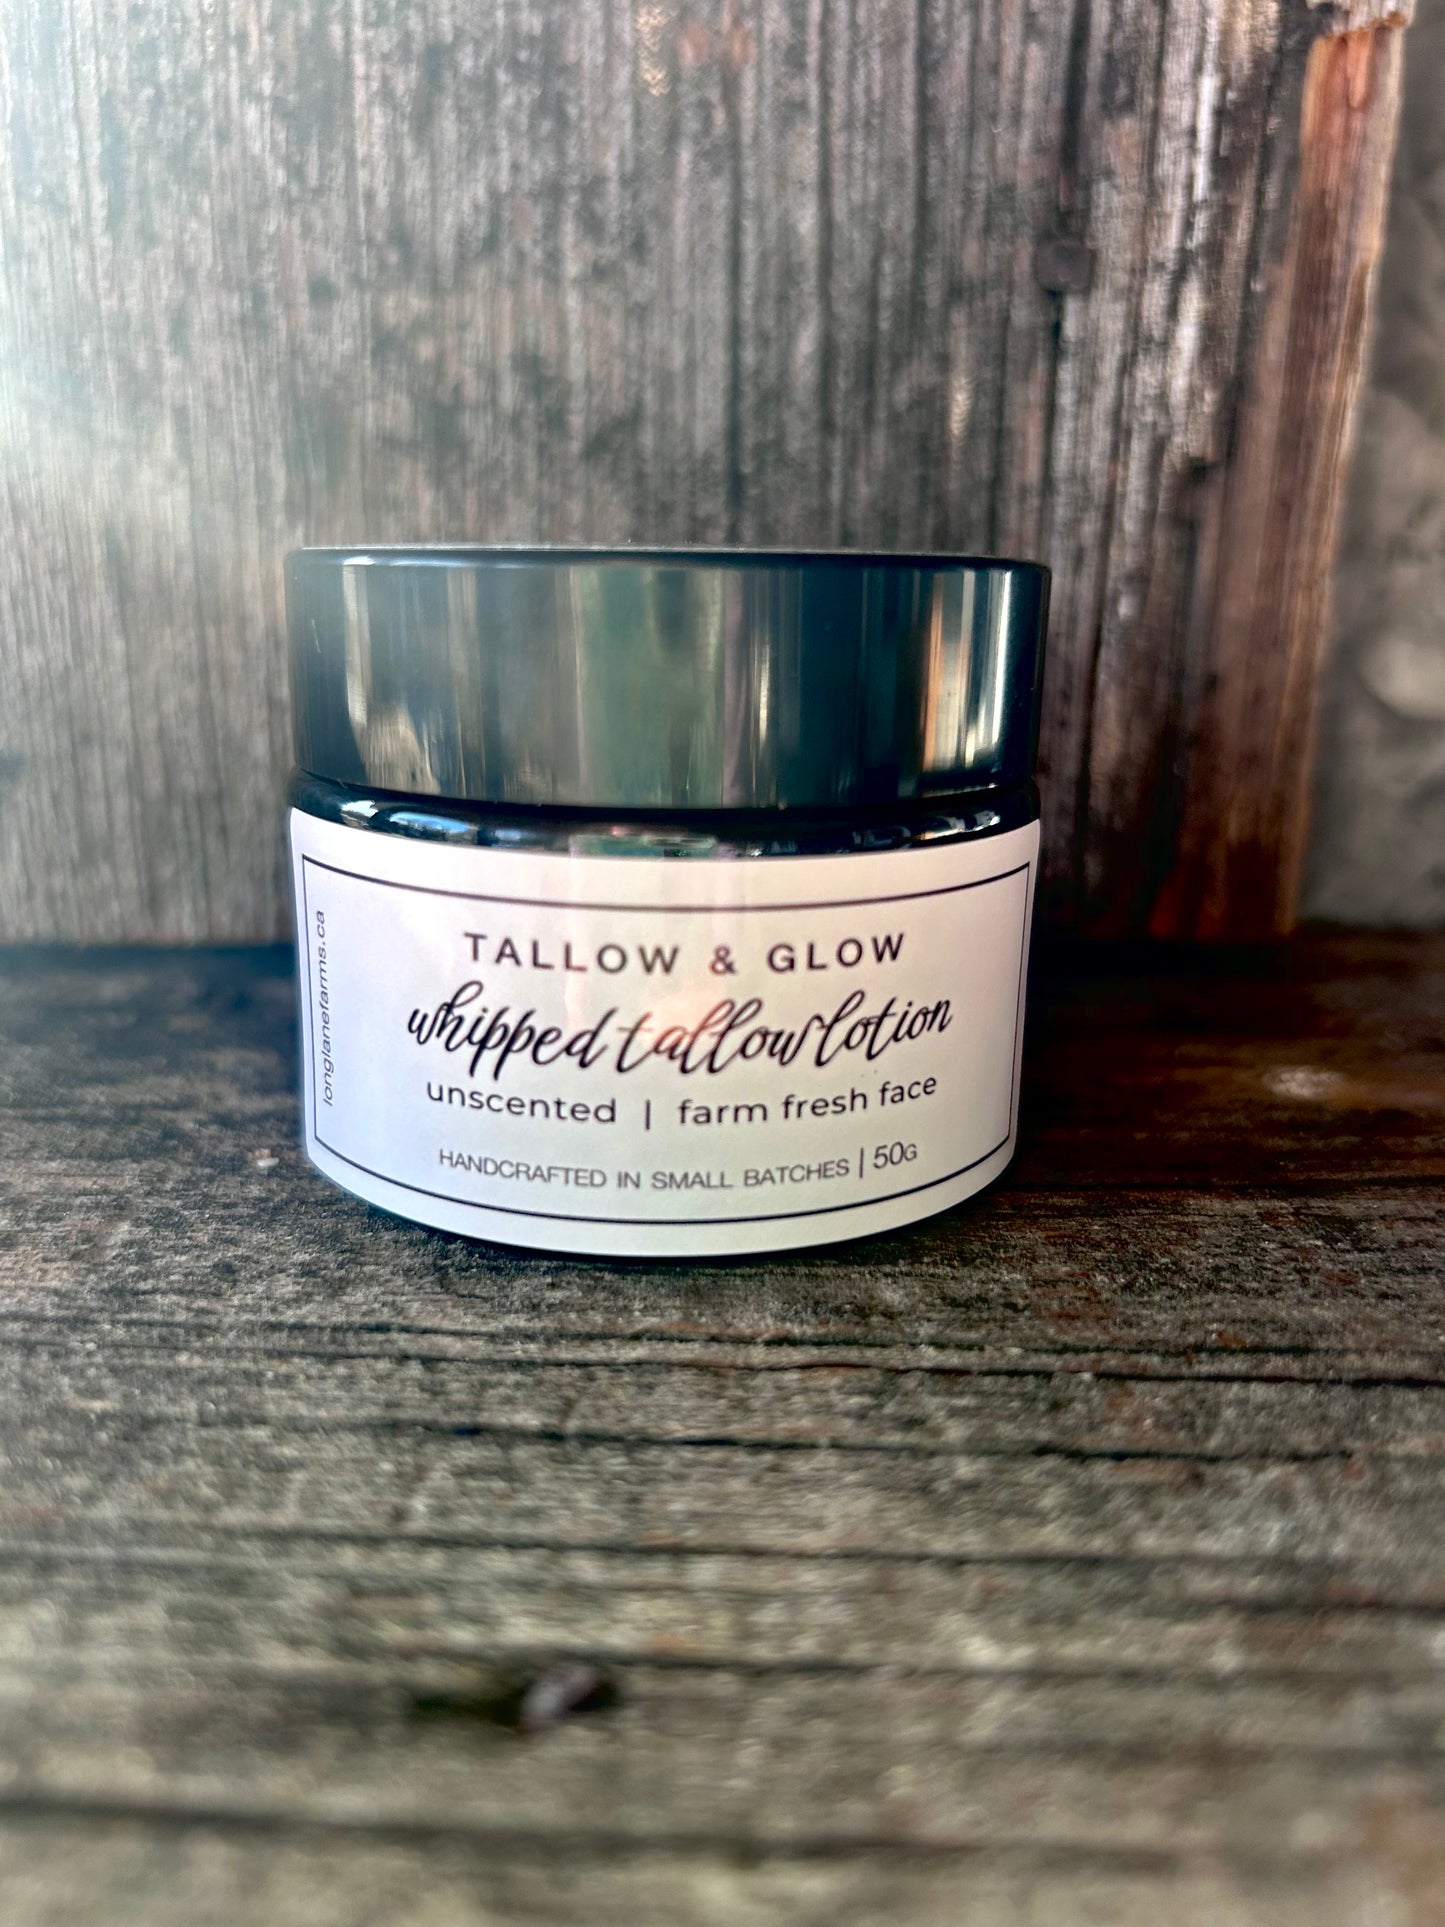 TALLOW & GLOW
whipped tallow lotion
unscented | farm fresh face
HANDCRAFTED IN SMALL BATCHES | 50G
longlanefarms.ca